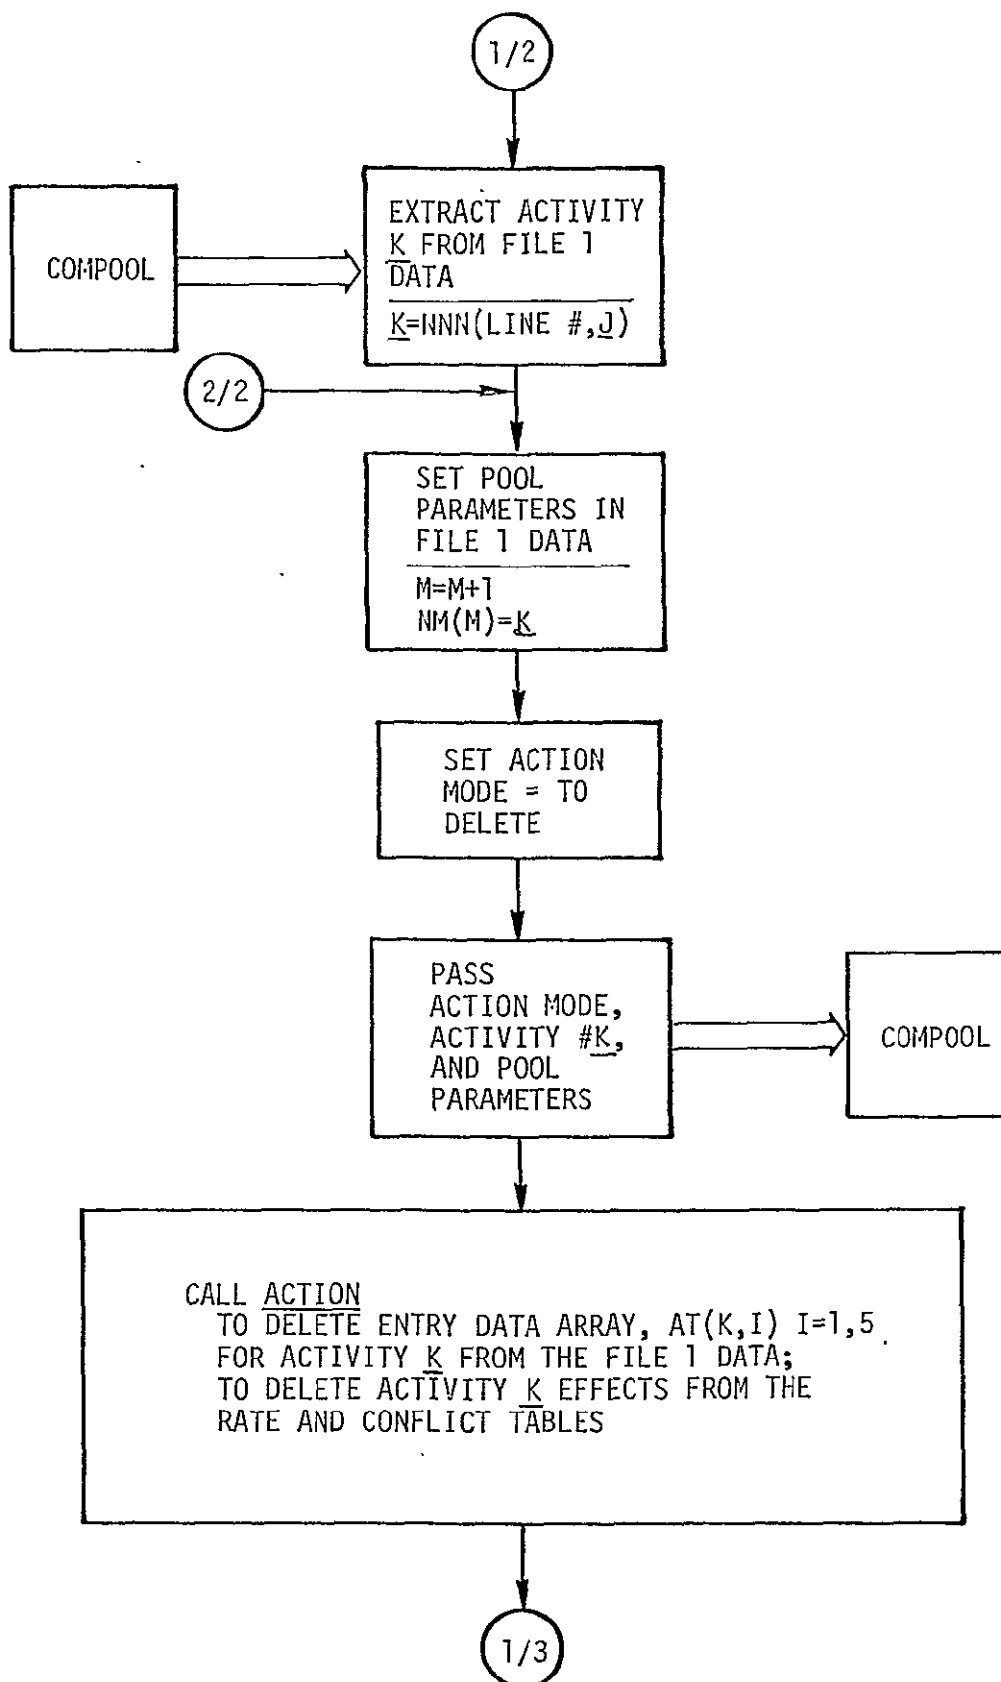 1/2
COMPOOL
EXTRACT ACTIVITY
K FROM FILE 1
DATA
K=NNN(LINE #,J)
2/2
SET POOL
PARAMETERS IN
FILE 1 DATA
M=M+1
NM(M)=K
SET ACTION
MODE = TO
DELETE
PASS
ACTION MODE,
ACTIVITY #K,
AND POOL
PARAMETERS
COMPOOL
CALL ACTION
TO DELETE ENTRY DATA ARRAY, AT(K,I) I=1,5
FOR ACTIVITY K FROM THE FILE 1 DATA;
TO DELETE ACTIVITY K EFFECTS FROM THE
RATE AND CONFLICT TABLES
1/3